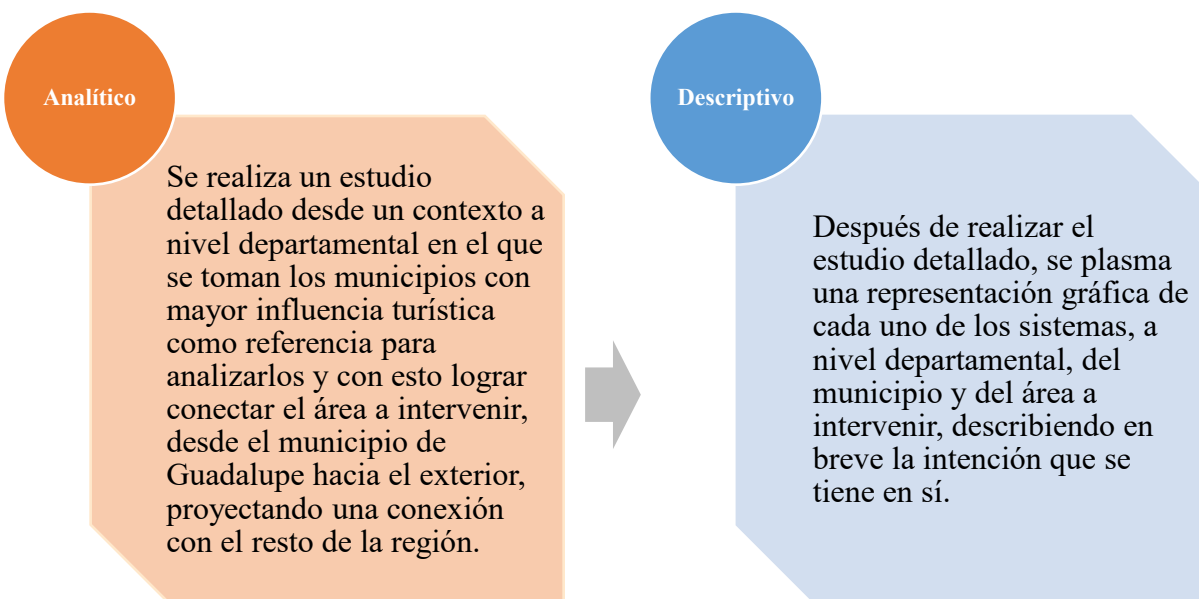 Analítico
Se realiza un estudio
detallado desde un contexto a
nivel departamental en el que
se toman los municipios con
mayor influencia turística
como referencia para
analizarlos y con esto lograr
conectar el área a intervenir,
desde el municipio de
Guadalupe hacia el exterior,
proyectando una conexión
con el resto de la región.
Descriptivo
Después de realizar el
estudio detallado, se plasma
una representación gráfica de
cada uno de los sistemas, a
nivel departamental, del
municipio y del área a
intervenir, describiendo en
breve la intención que se
tiene en sí.